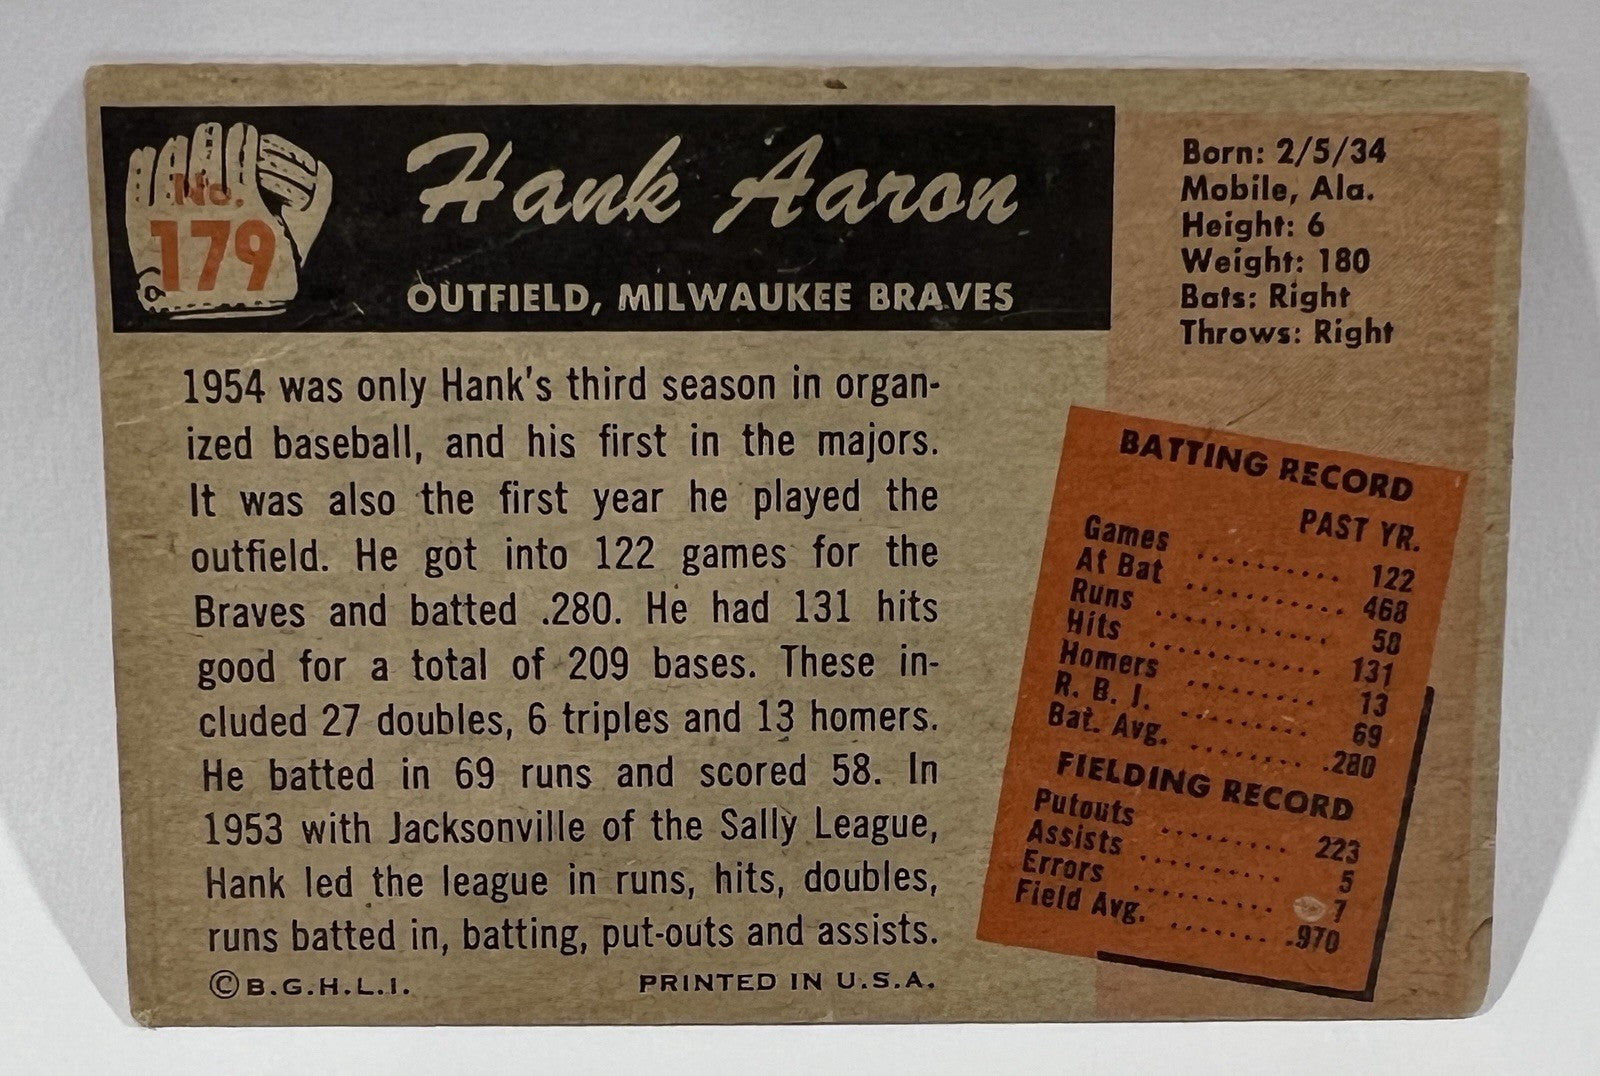 No.
179
Hank Aaron
OUTFIELD, MILWAUKEE BRAVES
Born: 2/5/34
Mobile, Ala.
Height: 6
Weight: 180
Bats: Right
Throws: Right
1954 was only Hank's third season in organ-
ized baseball, and his first in the majors.
It was also the first year he played the
outfield. He got into 122 games for the
Braves and batted .280. He had 131 hits
good for a total of 209 bases. These in-
cluded 27 doubles, 6 triples and 13 homers.
He batted in 69 runs and scored 58. In
1953 with Jacksonville of the Sally League,
Hank led the league in runs, hits, doubles,
runs batted in, batting, put-outs and assists.
© B.G.H.L.I. PRINTED IN U.S.A.
BATTING RECORD
PAST YR.
Games .......... 122
At Bat ........... 468
Runs ............ 58
Hits ............ 131
Homers ......... 13
R. B. I. ......... 69
Bat. Avg. ........ .280
FIELDING RECORD
Putouts ......... 223
Assists .......... 5
Errors .......... 7
Field Avg. ....... .970